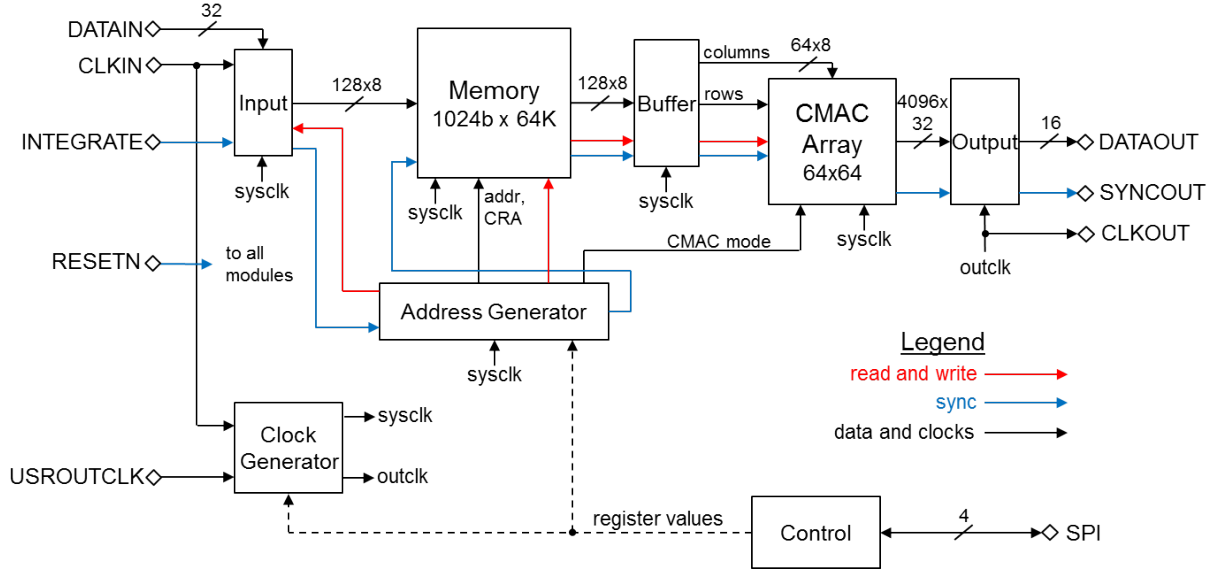 DATAIN
32
CLKIN
INTEGRATE
RESETN
to all
modules
USROUTCLK
Input
sysclk
128x8
Memory
1024b x 64K
sysclk
addr,
CRA
128x8
Buffer
sysclk
columns
64x8
rows
CMAC
Array
64x64
sysclk
CMAC mode
4096x
32
Output
outclk
16
DATAOUT
SYNCOUT
CLKOUT
Address Generator
sysclk
Legend
read and write
sync
data and clocks
Clock
Generator
sysclk
outclk
register values
Control
4
SPI